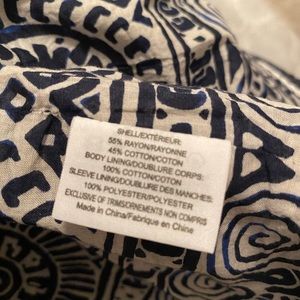 SHELL/EXTÉRIEUR:
55% RAYON/RAYONNE
45% COTTON/COTON
BODY LINING/DOUBLURE CORPS:
100% COTTON/COTON
SLEEVE LINING/DOUBLURE DES MANCHES:
100% POLYESTER/POLYESTER
EXCLUSIVE OF TRIMS/ORNEMENTS NON COMPRIS
Made in China/Fabriqué en Chine